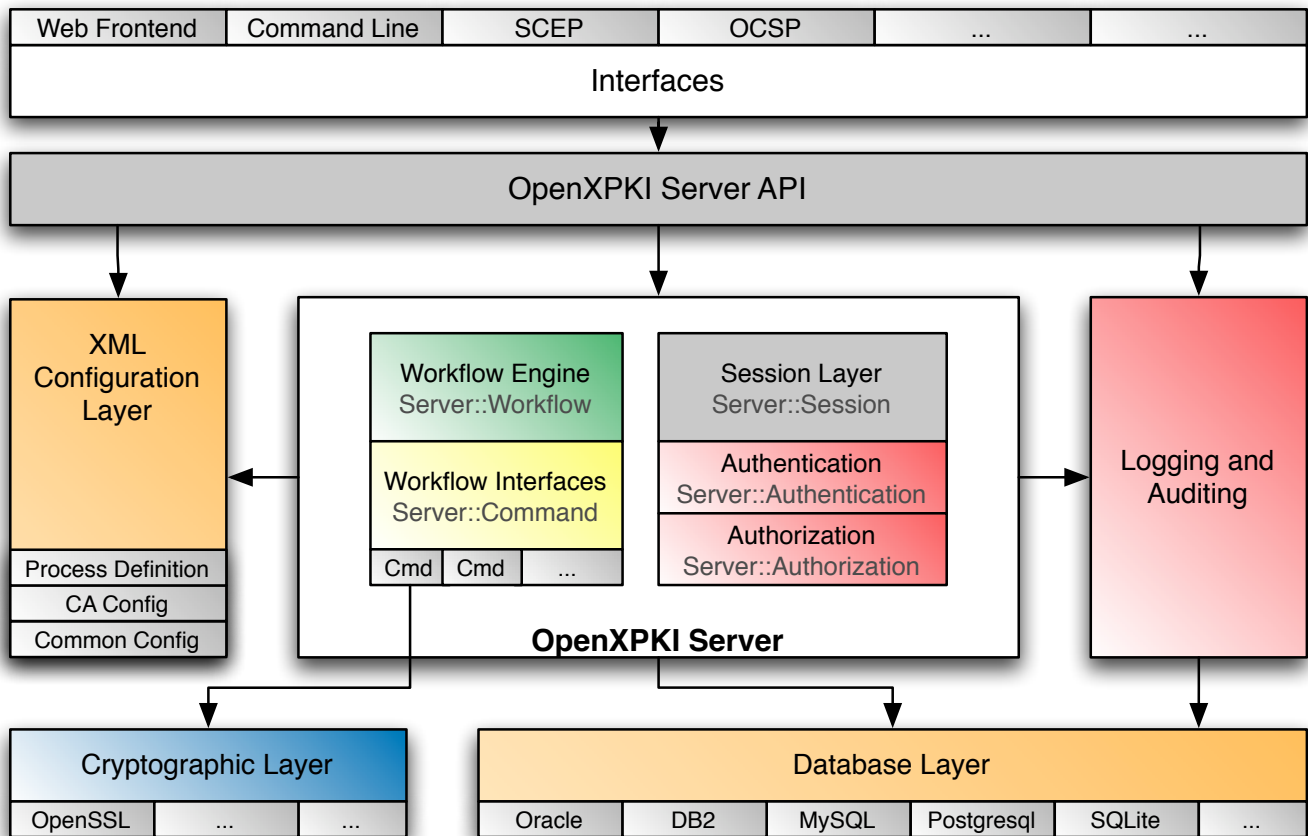 Web Frontend
Command Line
SCEP
OCSP
...
...
Interfaces
OpenXPKI Server API
XML
Configuration
Layer
Process Definition
CA Config
Common Config
Workflow Engine
Server::Workflow
Workflow Interfaces
Server::Command
Cmd
Cmd
...
Session Layer
Server::Session
Authentication
Server::Authentication
Authorization
Server::Authorization
OpenXPKI Server
Logging and
Auditing
Cryptographic Layer
OpenSSL
...
...
Database Layer
Oracle
DB2
MySQL
Postgresql
SQLite
...